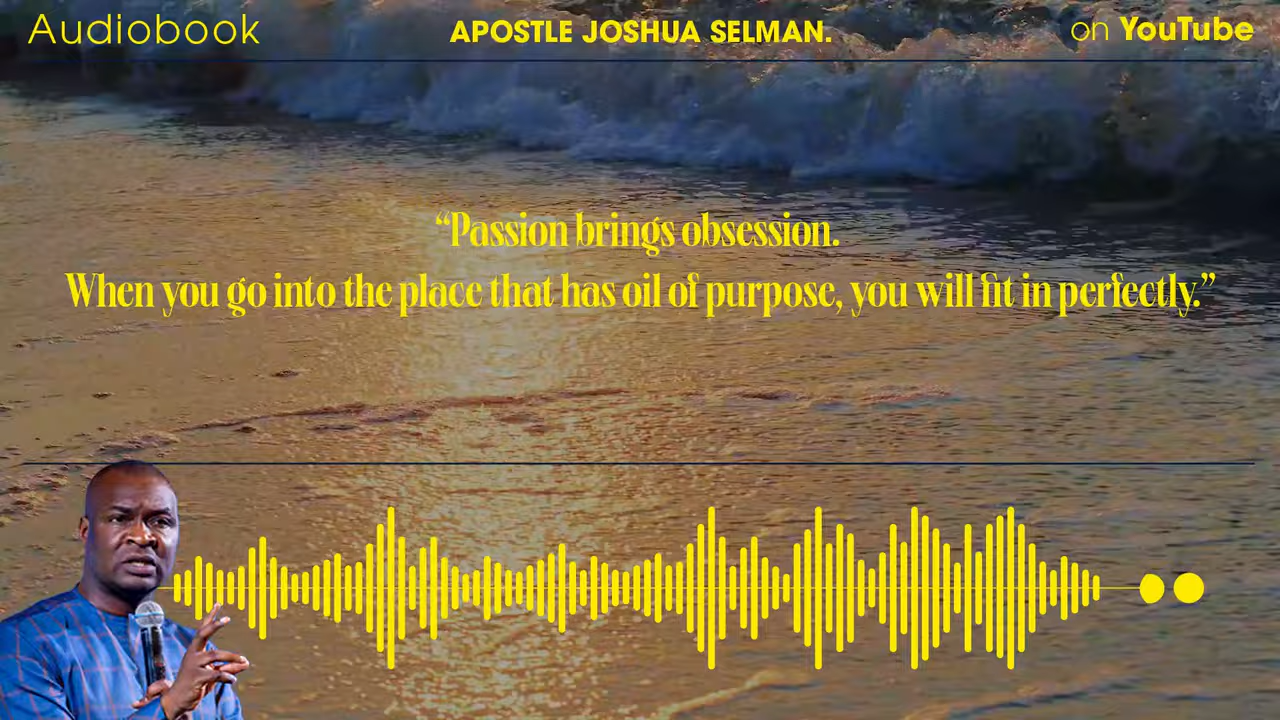 Audiobook
APOSTLE JOSHUA SELMAN.
on YouTube
“Passion brings obsession.
When you go into the place that has oil of purpose, you will fit in perfectly.”